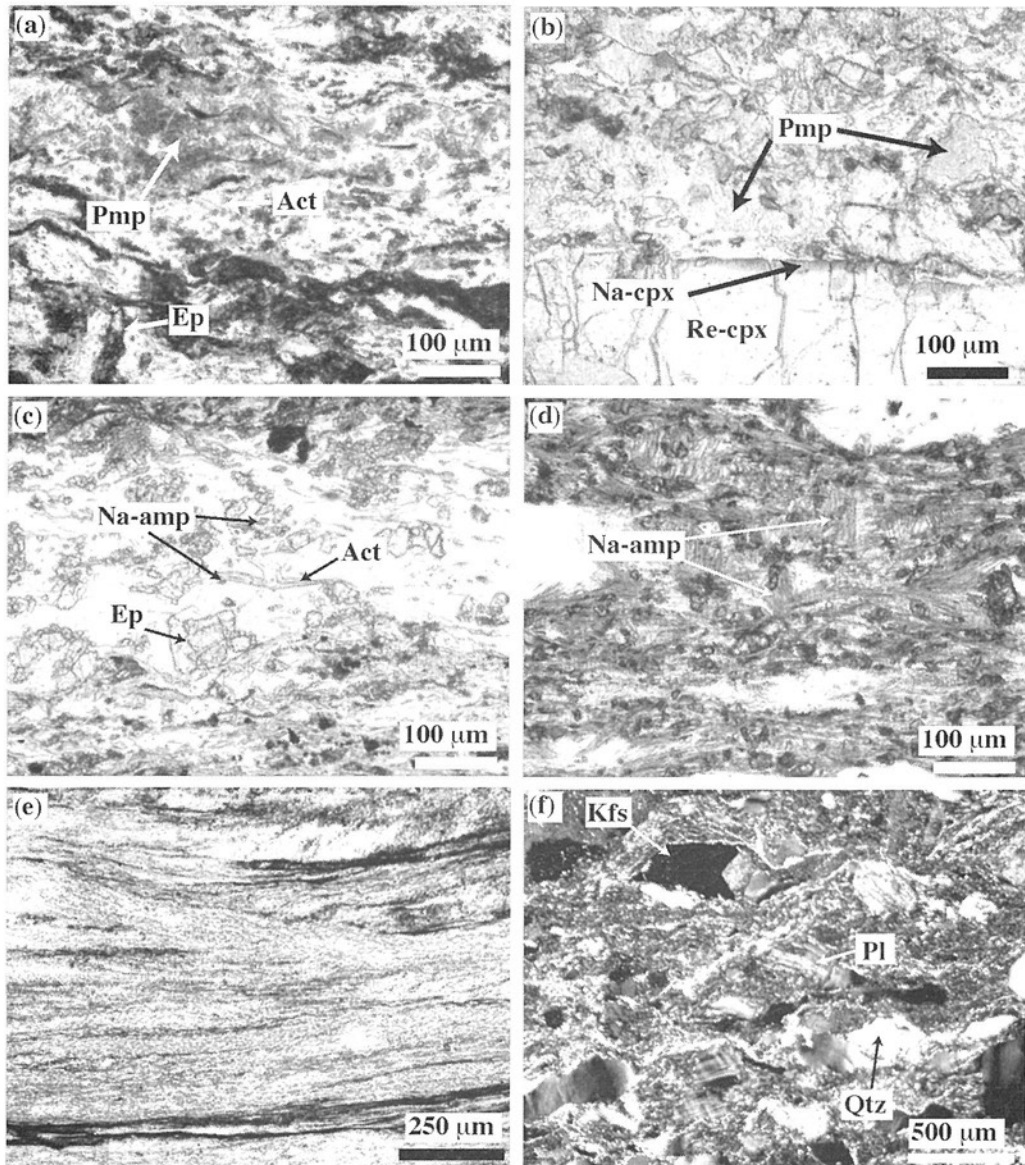 (a)
Pmp
Act
Ep
100 μm
(b)
Pmp
Na-cpx
Re-cpx
100 μm
(c)
Na-amp
Act
Ep
100 μm
(d)
Na-amp
100 μm
(e)
250 μm
(f)
Kfs
Pl
Qtz
500 μm